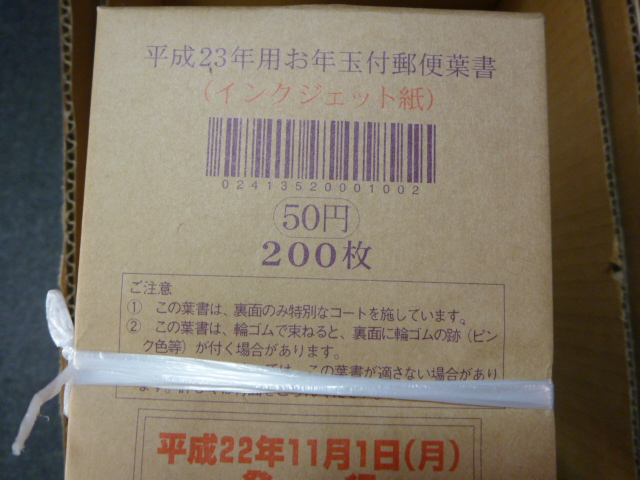 平成23年用お年玉付郵便葉書
(インクジェット紙)
02413520001002
50円
200枚
ご注意
① この葉書は、裏面のみ特別なコートを施しています。
② この葉書は、輪ゴムで束ねると、裏面に輪ゴムの跡(ピン
ク色等)が付く場合があります。
は、この葉書が適さない場合があり
平成22年11月1日(月)